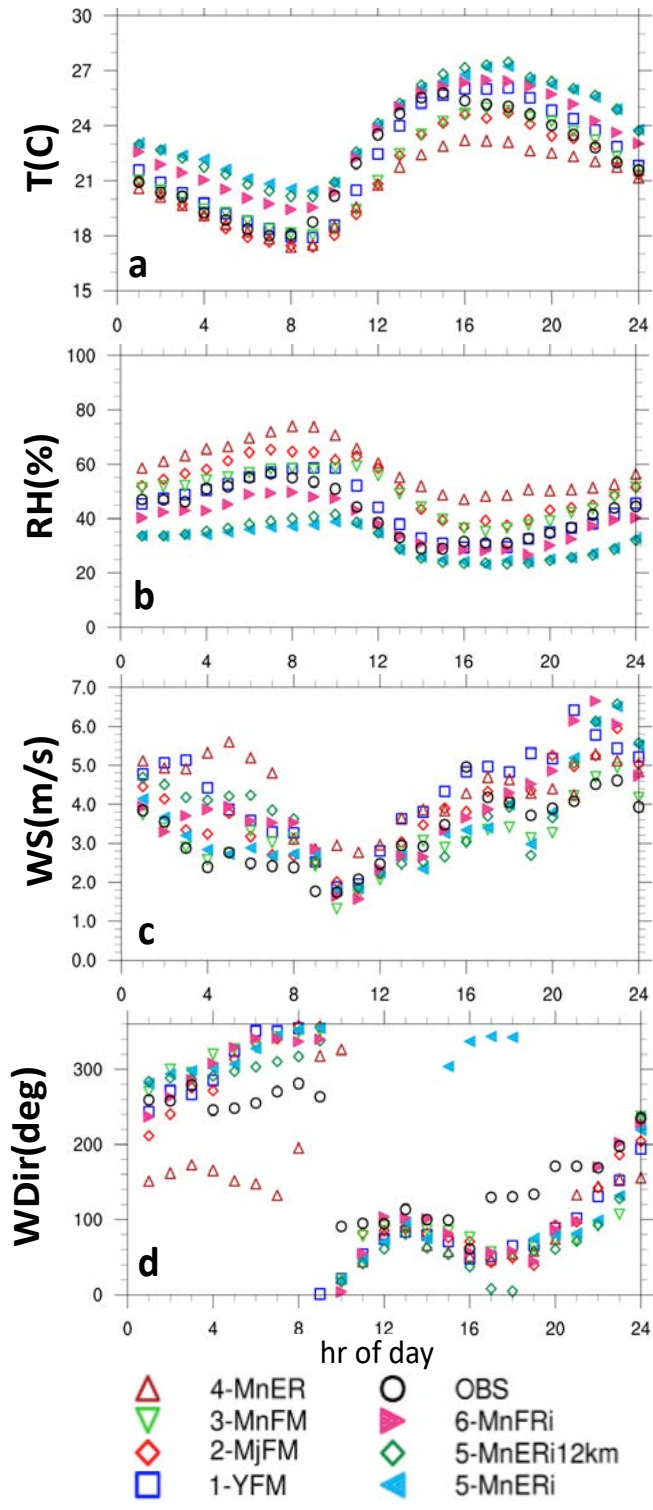 30
27
24
21
18
15
T(C)
a
0 4 8 12 16 20 24
100
80
60
40
20
0
RH(%)
b
0 4 8 12 16 20 24
7.0
6.0
5.0
4.0
3.0
2.0
1.0
0.0
WS(m/s)
c
0 4 8 12 16 20 24
300
200
100
0
WDir(deg)
d
0 4 8 12 16 20 24
hr of day
4-MnER OBS
3-MnFM 6-MnFRi
2-MjFM 5-MnERi12km
1-YFM 5-MnERi